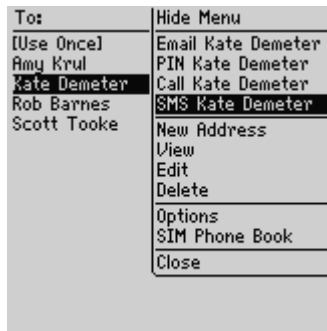 To:
[Use Once]
Amy Krul
Kate Demeter
Rob Barnes
Scott Tooke
Hide Menu
Email Kate Demeter
PIN Kate Demeter
Call Kate Demeter
SMS Kate Demeter
New Address
View
Edit
Delete
Options
SIM Phone Book
Close